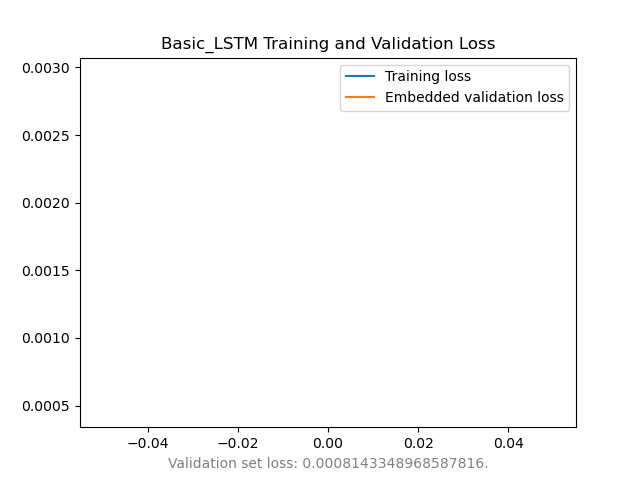 Basic_LSTM Training and Validation Loss
0.0030
Training loss
Embedded validation loss
0.0025
0.0020
0.0015
0.0010
0.0005
−0.04 −0.02 0.00 0.02 0.04
Validation set loss: 0.0008143348968587816.